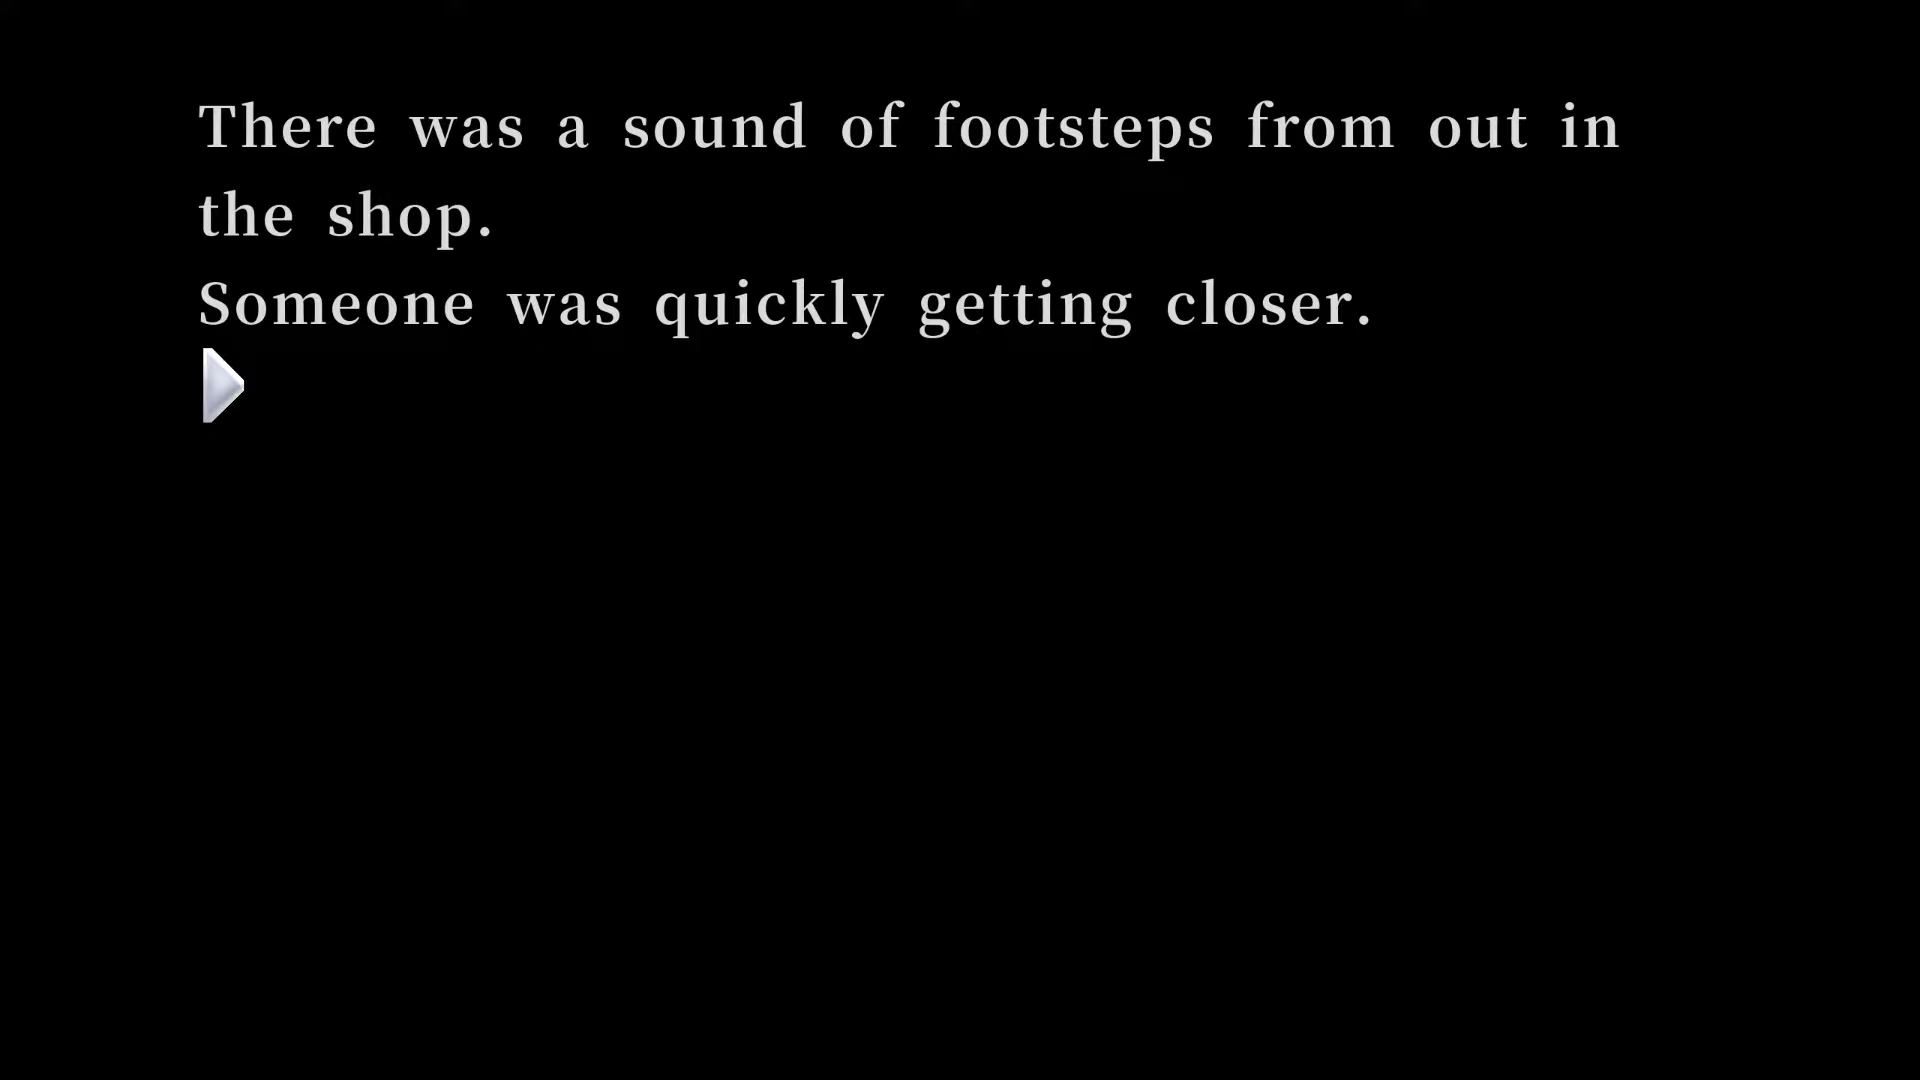 There was a sound of footsteps from out in
the shop.
Someone was quickly getting closer.